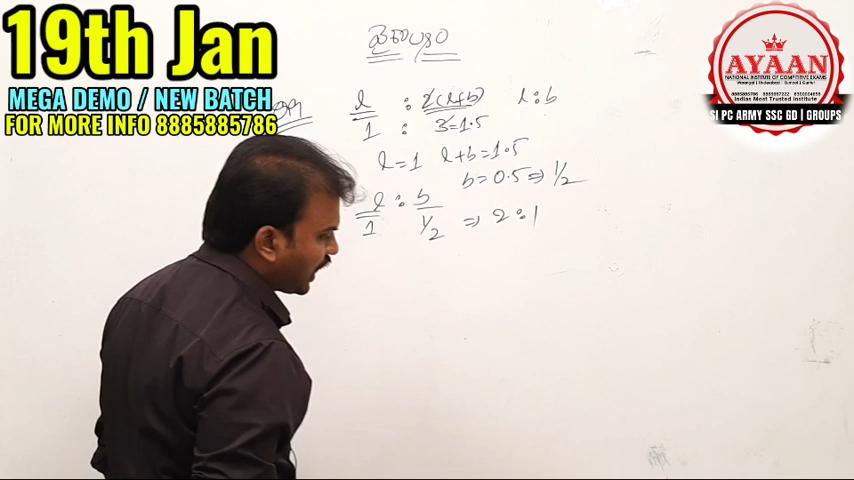 19th Jan
MEGA DEMO / NEW BATCH
FOR MORE INFO 8885885786
AYAAN
NATIONAL INSTITUTE OF COMPETITIVE EXAMS
Indias Most Trusted Institute
SI PC ARMY SSC GD | GROUPS
l : 2(l+b) l:b
1 : 3=1.5
l=1 l+b=1.5
b=0.5 ⇒ 1/2
l : b
1 1/2 ⇒ 2:1